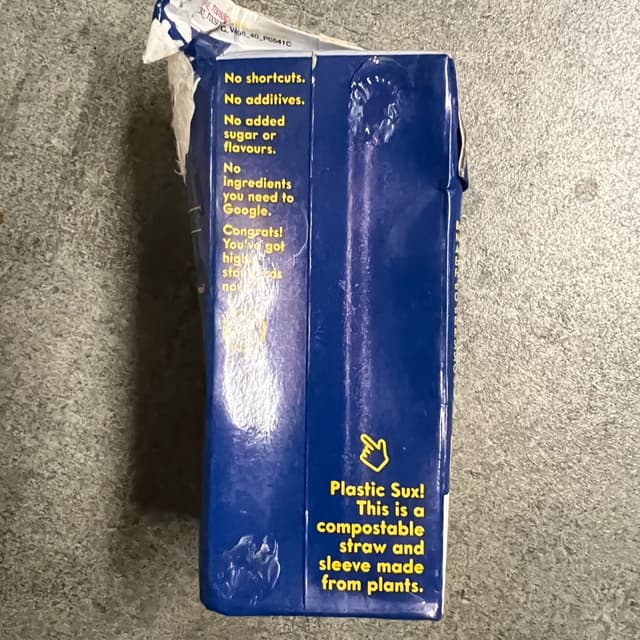 No shortcuts.
No additives.
No added
sugar or
flavours.
No
ingredients
you need to
Google.
Congrats!
You've got
Plastic Sux!
This is a
compostable
straw and
sleeve made
from plants.